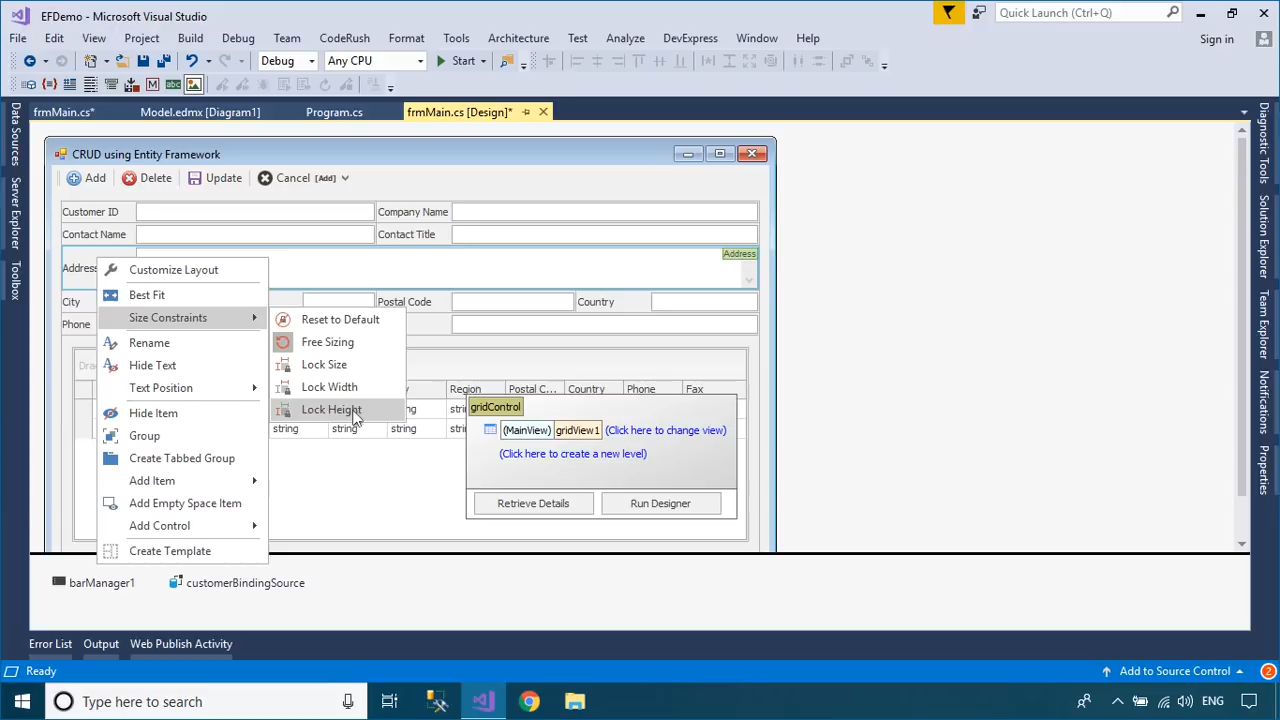 EFDemo - Microsoft Visual Studio
Quick Launch (Ctrl+Q)
File Edit View Project Build Debug Team CodeRush Format Tools Architecture Test Analyze DevExpress Window Help
Sign in
Debug Any CPU Start
frmMain.cs* Model.edmx [Diagram1] Program.cs frmMain.cs [Design]*
Data Sources
Server Explorer
Toolbox
CRUD using Entity Framework
Add Delete Update Cancel [Add]
Customer ID Company Name
Contact Name Contact Title
Address Address
City Postal Code Country
Phone
Customize Layout
Best Fit
Size Constraints
Rename
Hide Text
Text Position
Hide Item
Group
Create Tabbed Group
Add Item
Add Empty Space Item
Add Control
Create Template
Reset to Default
Free Sizing
Lock Size
Lock Width
Lock Height
Region Postal C... Country Phone Fax
string string string
gridControl
(MainView) gridView1 (Click here to change view)
(Click here to create a new level)
Retrieve Details Run Designer
barManager1 customerBindingSource
Diagnostic Tools
Solution Explorer
Team Explorer
Notifications
Properties
Error List Output Web Publish Activity
Ready Add to Source Control 2
Type here to search
ENG